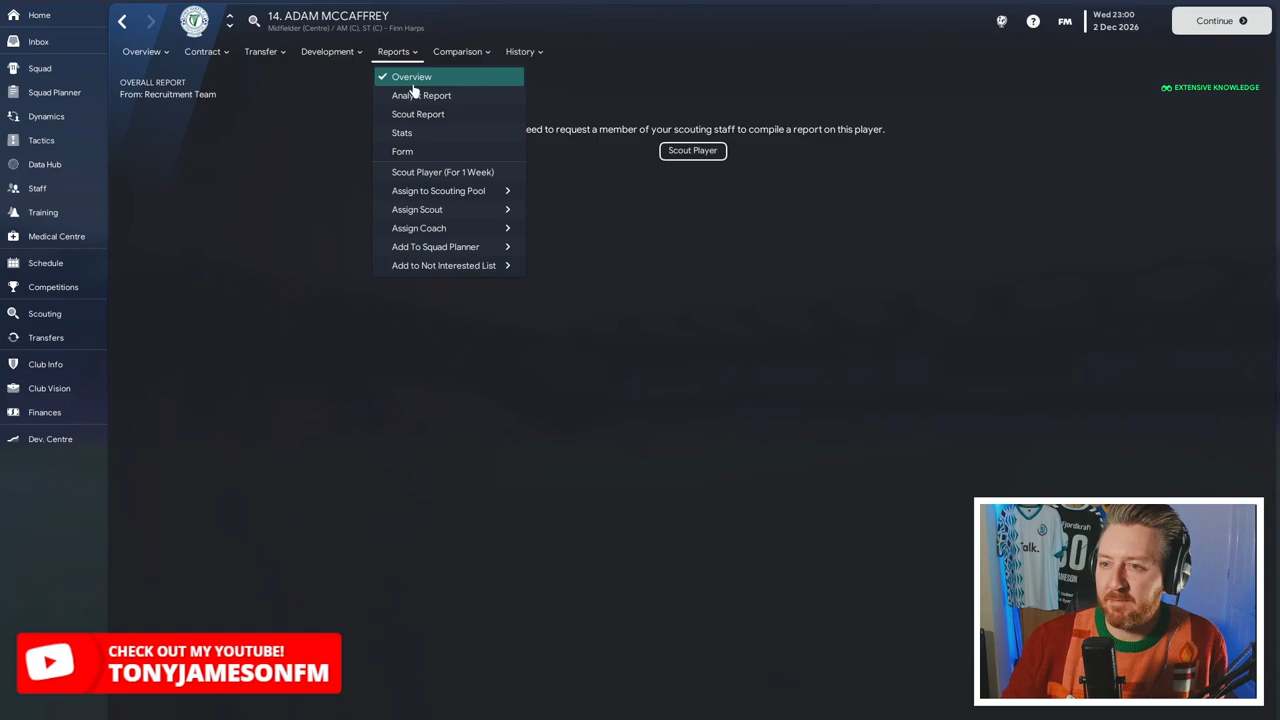 Home
Inbox
Squad
Squad Planner
Dynamics
Tactics
Data Hub
Staff
Training
Medical Centre
Schedule
Competitions
Scouting
Transfers
Club Info
Club Vision
Finances
Dev. Centre
14. ADAM MCCAFFREY
Midfielder (Centre) / AM (C), ST (C) - Finn Harps
FM
Wed 23:00
2 Dec 2026
Continue
Overview
Contract
Transfer
Development
Reports
Comparison
History
OVERALL REPORT
From: Recruitment Team
EXTENSIVE KNOWLEDGE
eed to request a member of your scouting staff to compile a report on this player.
Scout Player
Overview
Analyst Report
Scout Report
Stats
Form
Scout Player (For 1 Week)
Assign to Scouting Pool
Assign Scout
Assign Coach
Add To Squad Planner
Add to Not Interested List
CHECK OUT MY YOUTUBE!
TONYJAMESONFM
Talk.
fjordkraft
JAMESON